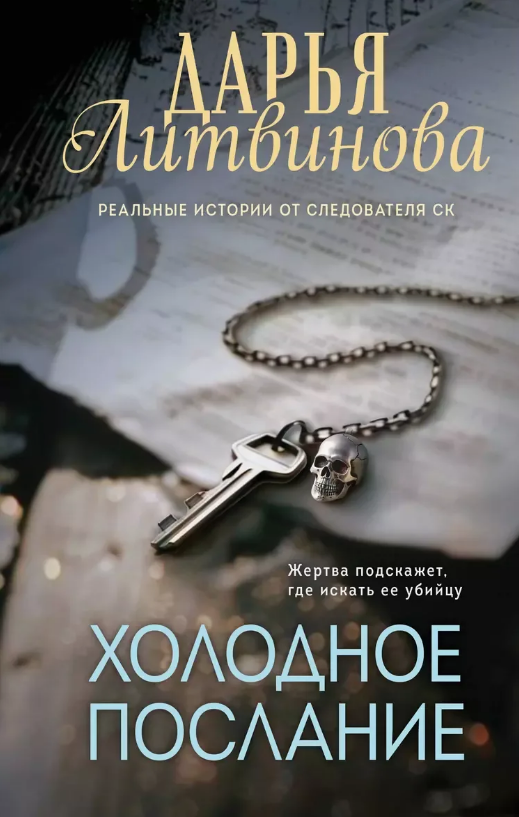 ДАРЬЯ
Литвинова
РЕАЛЬНЫЕ ИСТОРИИ ОТ СЛЕДОВАТЕЛЯ СК
Жертва подскажет,
где искать ее убийцу
ХОЛОДНОЕ
ПОСЛАНИЕ